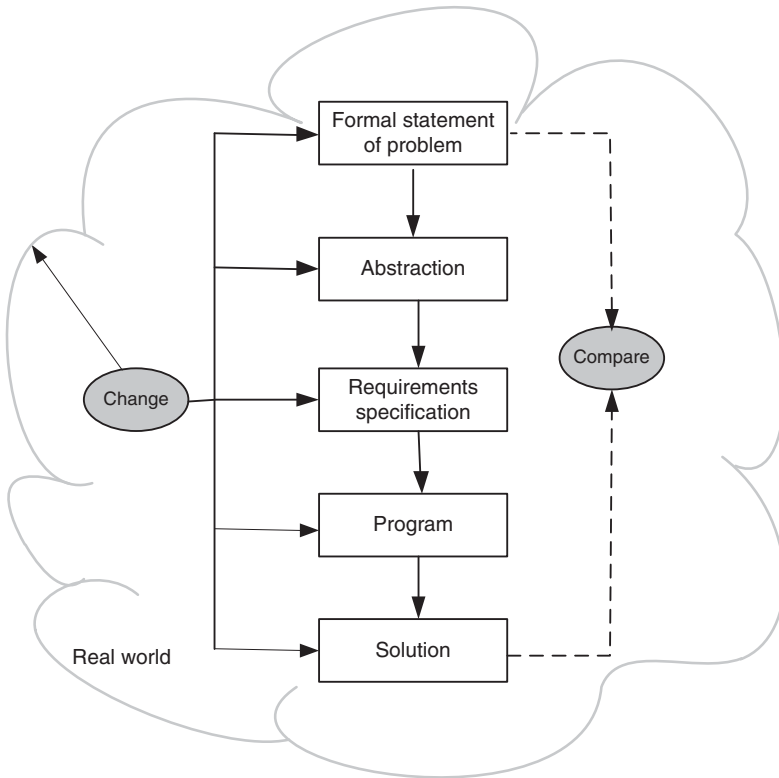 Formal statement
of problem
Abstraction
Compare
Change
Requirements
specification
Program
Solution
Real world